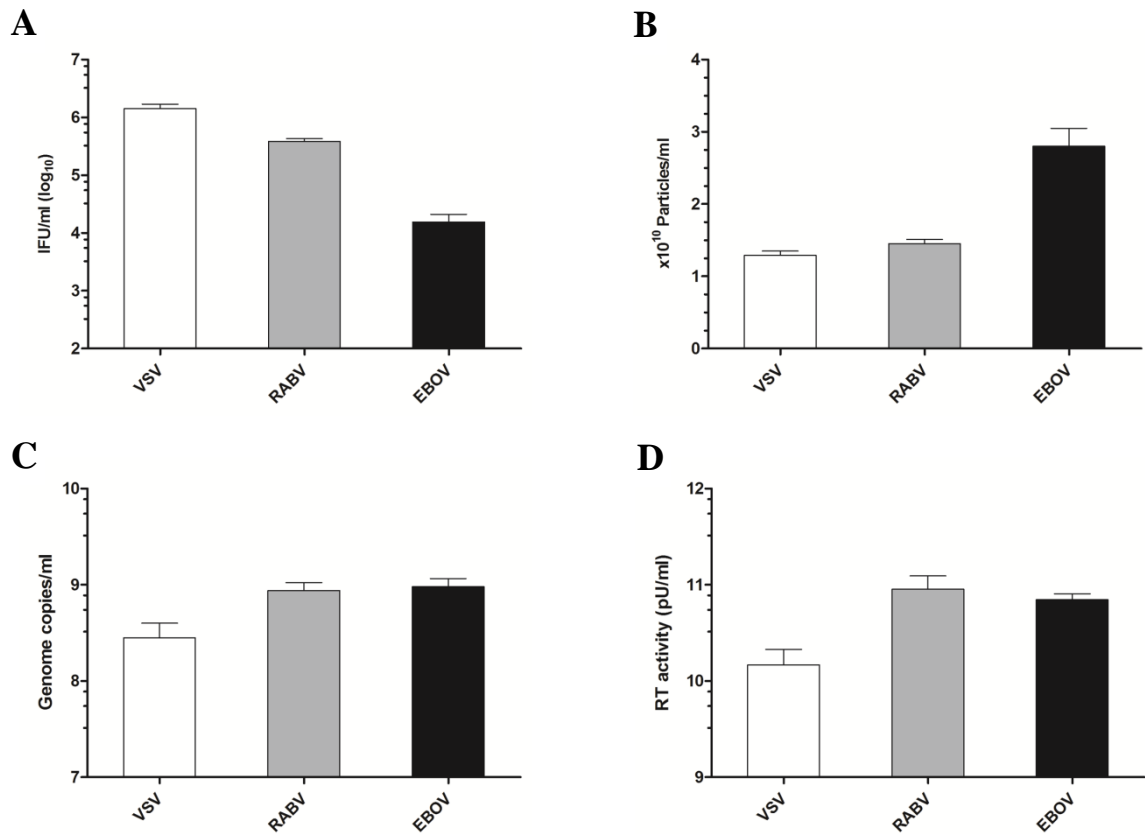 A
7
6
5
4
3
2
IFU/ml (log₁₀)
VSV
RABV
EBOV
B
4
3
2
1
0
x10¹⁰ Particles/ml
VSV
RABV
EBOV
C
10
9
8
7
Genome copies/ml
VSV
RABV
EBOV
D
12
11
10
9
RT activity (pU/ml)
VSV
RABV
EBOV